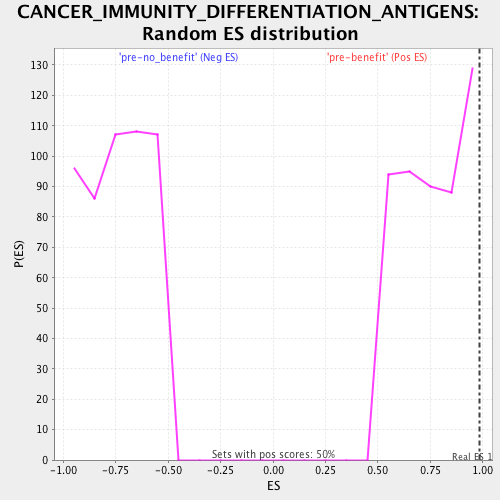 CANCER_IMMUNITY_DIFFERENTIATION_ANTIGENS:
Random ES distribution
'pre-no_benefit' (Neg ES)
'pre-benefit' (Pos ES)
130
120
110
100
90
80
70
60
50
40
30
20
10
0
P(ES)
Sets with pos scores: 50%
Real ES 1
-1.00 -0.75 -0.50 -0.25 0.00 0.25 0.50 0.75 1.00
ES